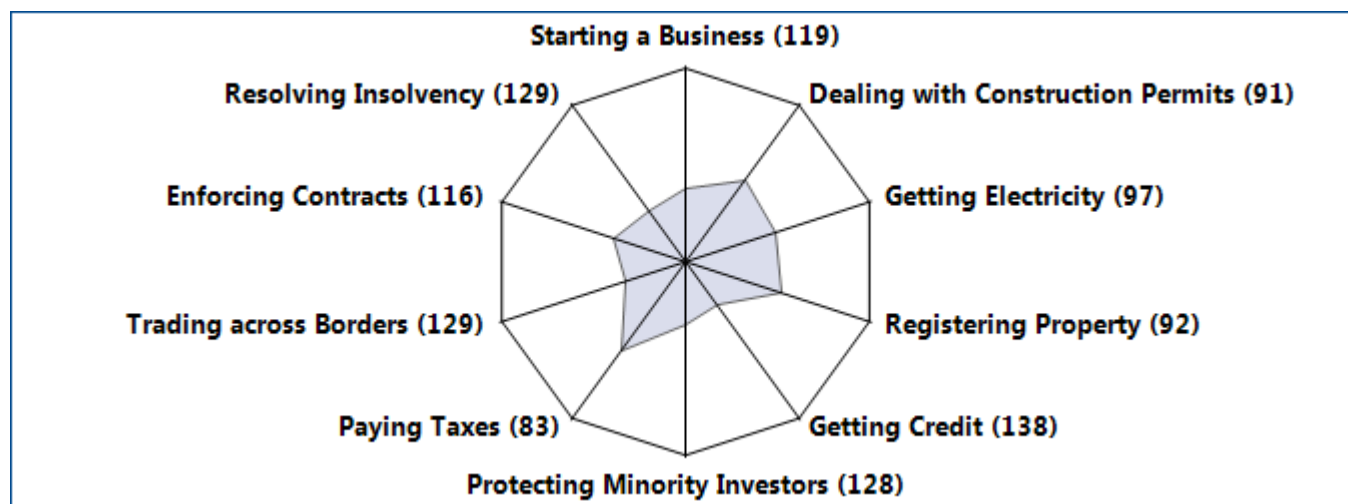 Starting a Business (119)
Resolving Insolvency (129)
Dealing with Construction Permits (91)
Enforcing Contracts (116)
Getting Electricity (97)
Trading across Borders (129)
Registering Property (92)
Paying Taxes (83)
Getting Credit (138)
Protecting Minority Investors (128)